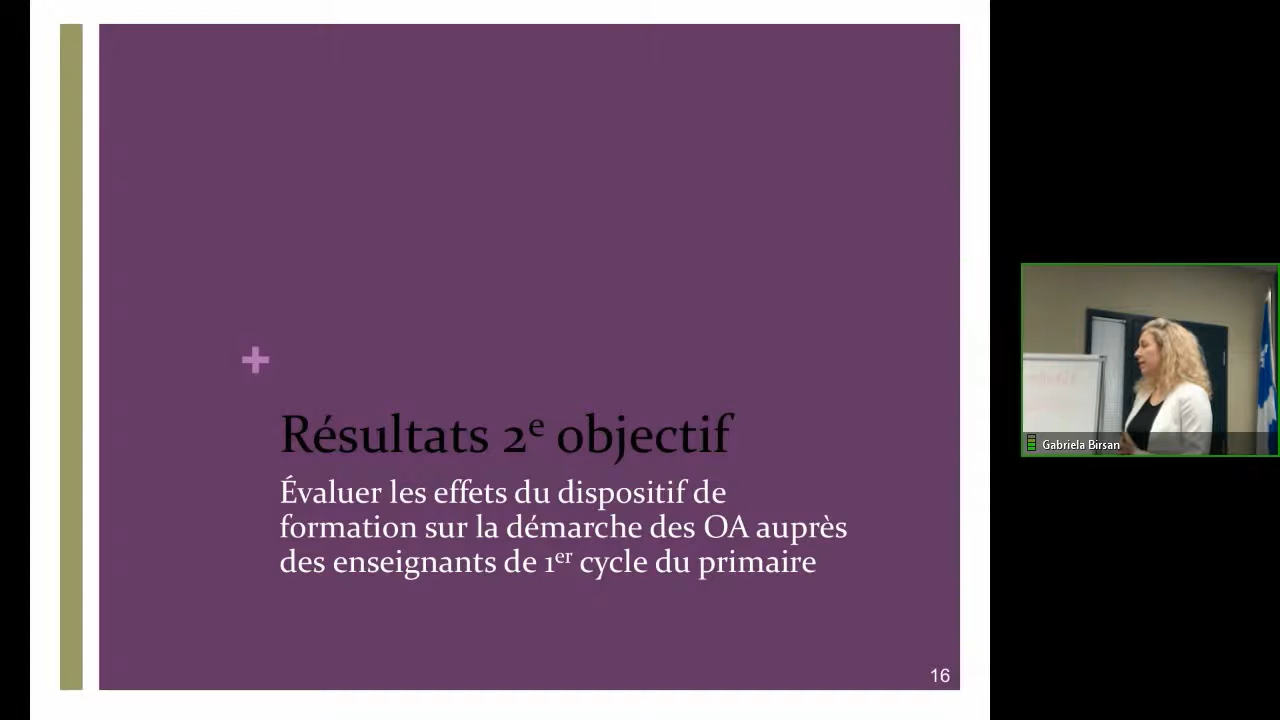 +
Résultats 2e objectif
Évaluer les effets du dispositif de
formation sur la démarche des OA auprès
des enseignants de 1er cycle du primaire
16
Gabriela Birsan